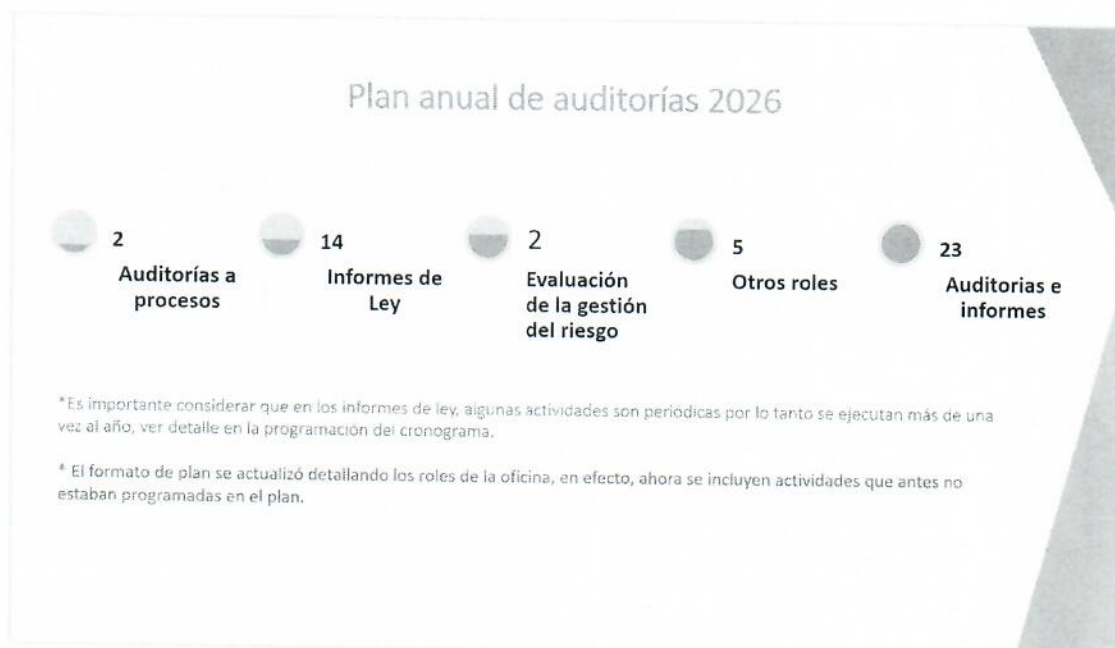 Plan anual de auditorías 2026
2
Auditorías a
procesos
14
Informes de
Ley
2
Evaluación
de la gestión
del riesgo
5
Otros roles
23
Auditorias e
informes
*Es importante considerar que en los informes de ley, algunas actividades son periodicas por lo tanto se ejecutan más de una
vez al año, ver detalle en la programación del cronograma.
* El formato de plan se actualizó detallando los roles de la oficina, en efecto, ahora se incluyen actividades que antes no
estaban programadas en el plan.